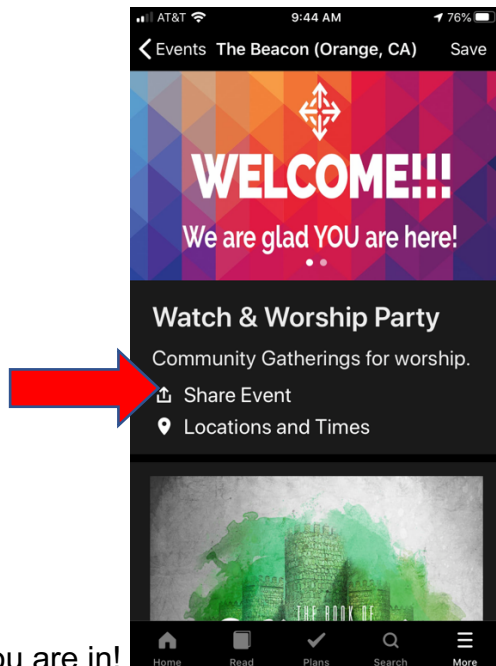 AT&T 9:44 AM 76%
Events The Beacon (Orange, CA) Save
WELCOME!!!
We are glad YOU are here!
Watch & Worship Party
Community Gatherings for worship.
Share Event
Locations and Times
THE BOOK OF
Home Read Plans Search More
ou are in!